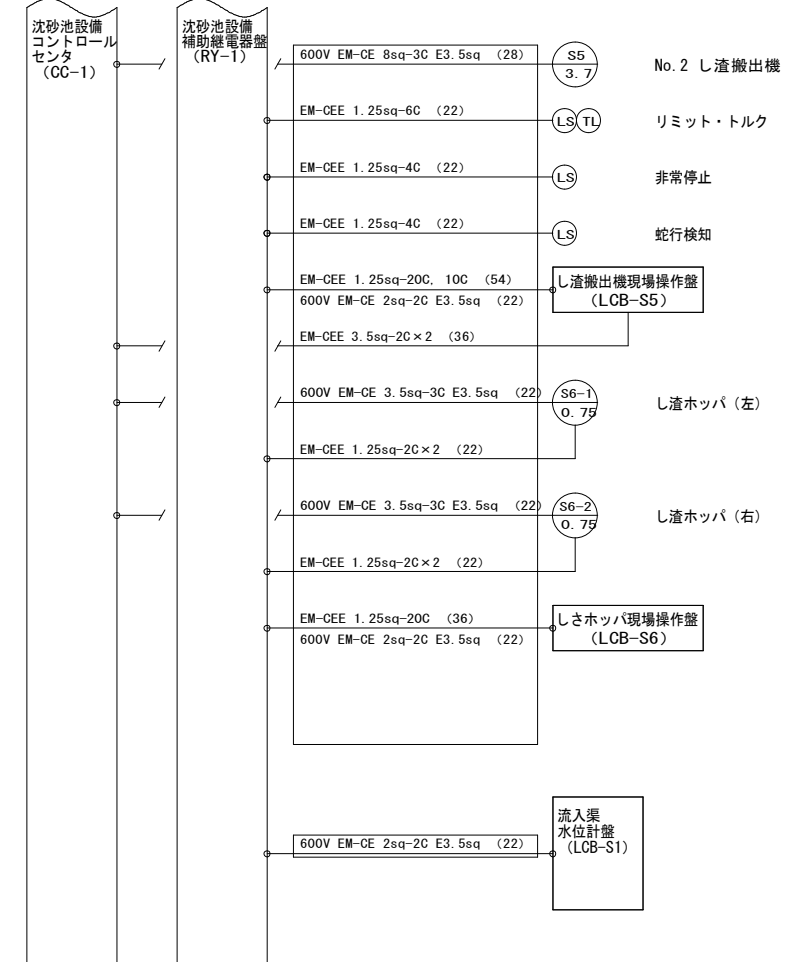 沈砂池設備
コントロール
センタ
(CC-1)
沈砂池設備
補助継電器盤
(RY-1)
600V EM-CE 8sq-3C E3.5sq (28)
S5
3.7
No.2 し渣搬出機
EM-CEE 1.25sq-6C (22)
LS TL
リミット・トルク
EM-CEE 1.25sq-4C (22)
LS
非常停止
EM-CEE 1.25sq-4C (22)
LS
蛇行検知
EM-CEE 1.25sq-20C, 10C (54)
600V EM-CE 2sq-2C E3.5sq (22)
し渣搬出機現場操作盤
(LCB-S5)
EM-CEE 3.5sq-2C×2 (36)
600V EM-CE 3.5sq-3C E3.5sq (22)
S6-1
0.75
し渣ホッパ(左)
EM-CEE 1.25sq-2C×2 (22)
600V EM-CE 3.5sq-3C E3.5sq (22)
S6-2
0.75
し渣ホッパ(右)
EM-CEE 1.25sq-2C×2 (22)
EM-CEE 1.25sq-20C (36)
600V EM-CE 2sq-2C E3.5sq (22)
しさホッパ現場操作盤
(LCB-S6)
600V EM-CE 2sq-2C E3.5sq (22)
流入渠
水位計盤
(LCB-S1)